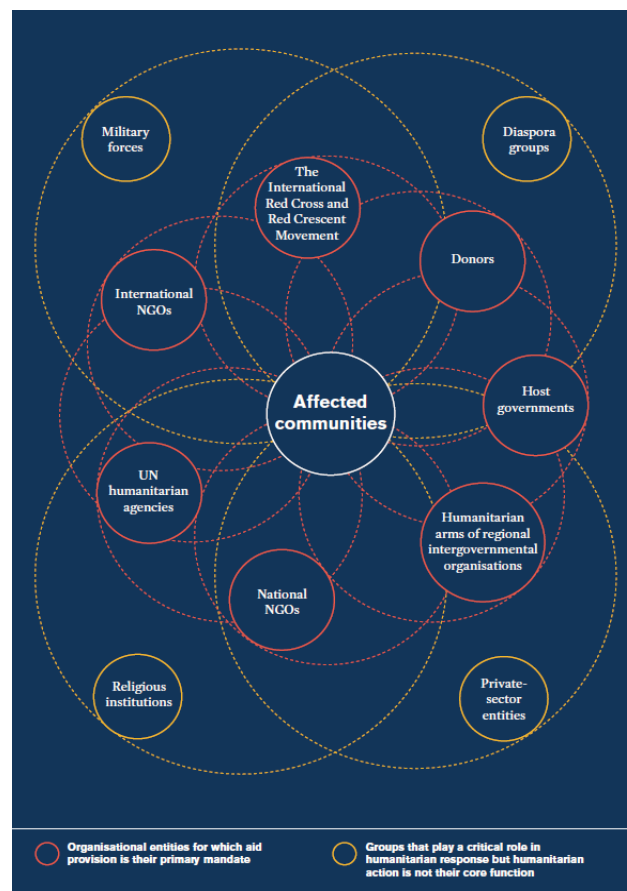 Military
forces
Diaspora
groups
The
International
Red Cross and
Red Crescent
Movement
Donors
International
NGOs
Host
governments
Affected
communities
UN
humanitarian
agencies
Humanitarian
arms of regional
intergovernmental
organisations
National
NGOs
Religious
institutions
Private-
sector
entities
Organisational entities for which aid
provision is their primary mandate
Groups that play a critical role in
humanitarian response but humanitarian
action is not their core function